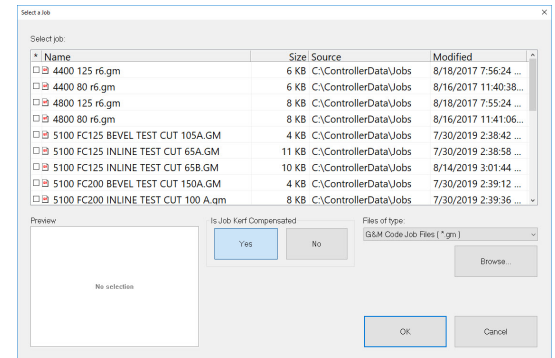 Select a Job
Select job:
* Name Size Source Modified
4400 125 r6.gm 6 KB C:\ControllerData\Jobs 8/18/2017 7:56:24 ...
4400 80 r6.gm 6 KB C:\ControllerData\Jobs 8/16/2017 11:40:38...
4800 125 r6.gm 8 KB C:\ControllerData\Jobs 8/18/2017 7:55:24 ...
4800 80 r6.gm 8 KB C:\ControllerData\Jobs 8/16/2017 11:41:06...
5100 FC125 BEVEL TEST CUT 105A.GM 4 KB C:\ControllerData\Jobs 7/30/2019 2:38:42 ...
5100 FC125 INLINE TEST CUT 65A.GM 11 KB C:\ControllerData\Jobs 7/30/2019 2:38:58 ...
5100 FC125 INLINE TEST CUT 65B.GM 10 KB C:\ControllerData\Jobs 8/14/2019 3:01:44 ...
5100 FC200 BEVEL TEST CUT 150A.GM 4 KB C:\ControllerData\Jobs 7/30/2019 2:39:12 ...
5100 FC200 INLINE TEST CUT 100 A.gm 8 KB C:\ControllerData\Jobs 7/30/2019 2:39:36 ...
Preview
No selection
Is Job Kerf Compensated
Yes No
Files of type:
G&M Code Job Files ( *.gm )
Browse...
OK Cancel